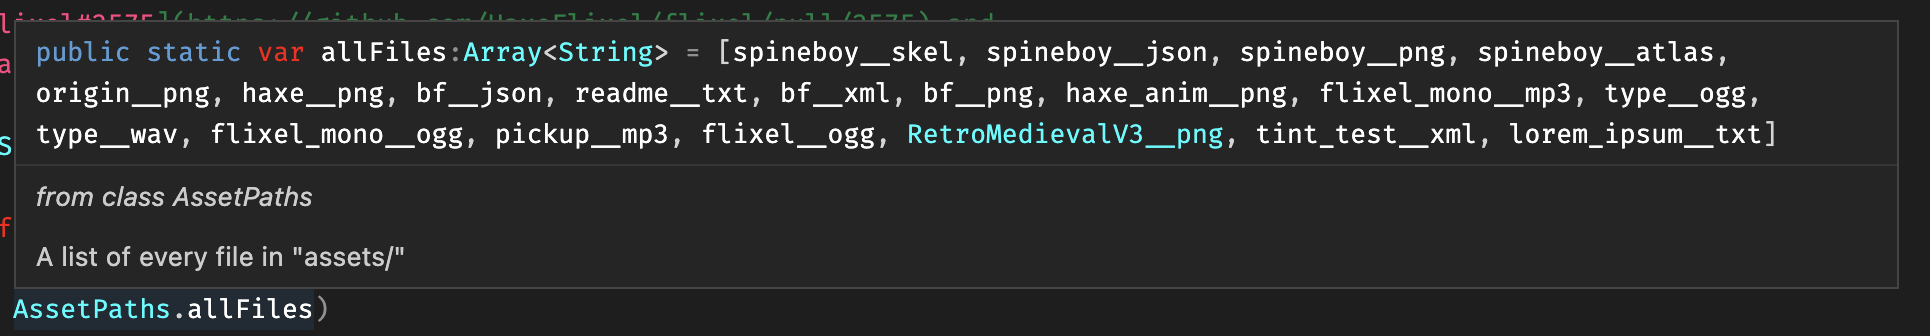 public static var allFiles:Array<String> = [spineboy__skel, spineboy__json, spineboy__png, spineboy__atlas,
origin__png, haxe__png, bf__json, readme__txt, bf__xml, bf__png, haxe_anim__png, flixel_mono__mp3, type__ogg,
type__wav, flixel_mono__ogg, pickup__mp3, flixel__ogg, RetroMedievalV3__png, tint_test__xml, lorem_ipsum__txt]
from class AssetPaths
A list of every file in "assets/"
AssetPaths.allFiles)